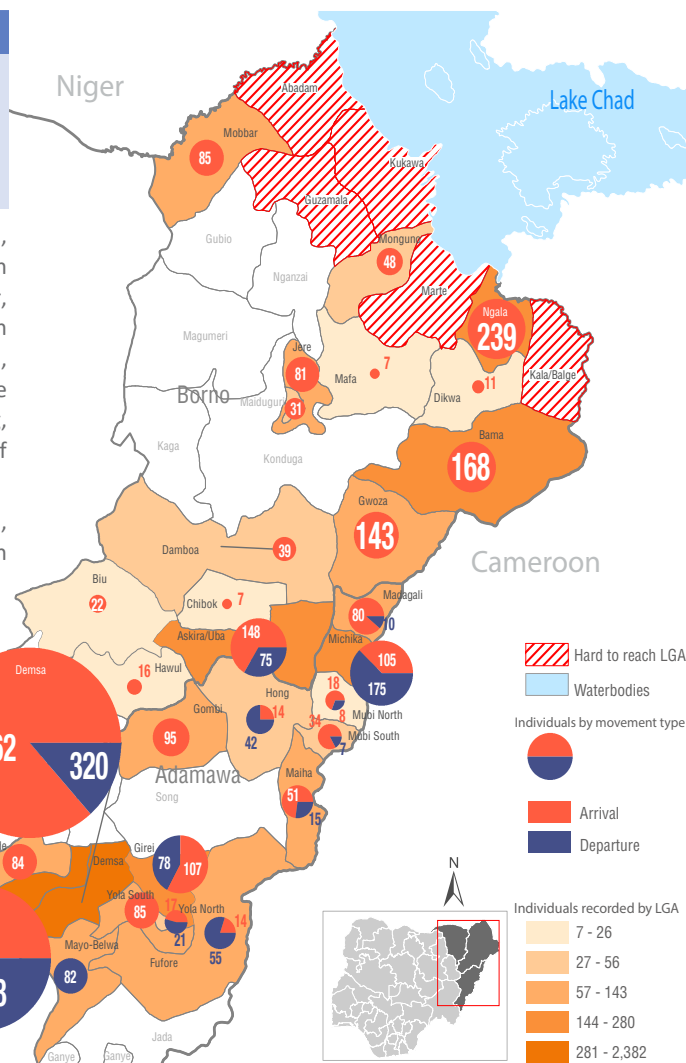 Niger
Lake Chad
Abadam
Mobbar
85
Kukawa
Guzamala
Gubio
Monguno
48
Nganzai
Marte
Ngala
239
Magumeri
Jere
81
Mafa
7
Kala/Balge
11
Dikwa
Borno
Maiduguri
31
Bama
168
Kaga
Konduga
Gwoza
143
Damboa
39
Cameroon
Biu
22
Chibok
7
Madagali
80
10
Askira/Uba
148
75
Michika
105
175
Hard to reach LGA
Waterbodies
16
Hawul
Demsa
62
320
Hong
14
42
18
8
Mubi North
34
7
Mubi South
Gombi
95
Individuals by movement type
Adamawa
Song
Maiha
51
15
Arrival
Departure
84
Demsa
Girei
78
107
N
Yola South
85
17
21
Yola North
14
55
Individuals recorded by LGA
7 - 26
27 - 56
57 - 143
144 - 280
281 - 2,382
Mayo-Belwa
82
Fufore
Jada
Ganye
Ganye